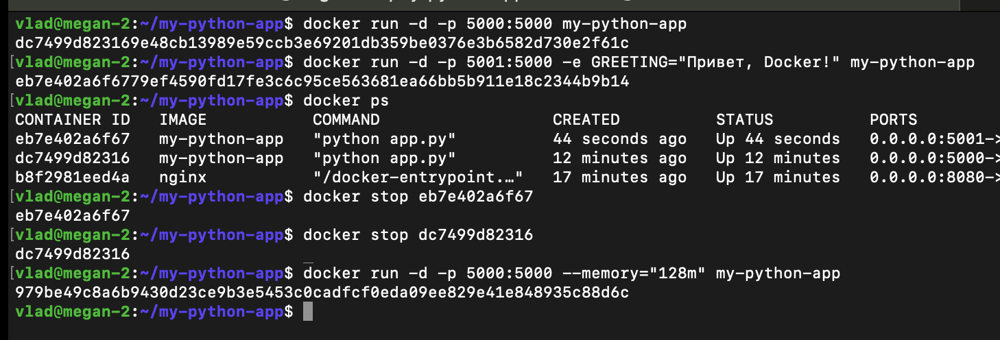 vlad@megan-2:~/my-python-app$ docker run -d -p 5000:5000 my-python-app
dc7499d823169e48cb13989e59ccb3e69201db359be0376e3b6582d730e2f61c
[vlad@megan-2:~/my-python-app$ docker run -d -p 5001:5000 -e GREETING="Привет, Docker!" my-python-app
eb7e402a6f6779ef4590fd17fe3c6c95ce563681ea66bb5b911e18c2344b9b14
[vlad@megan-2:~/my-python-app$ docker ps
CONTAINER ID   IMAGE           COMMAND                  CREATED          STATUS          PORTS
eb7e402a6f67   my-python-app   "python app.py"          44 seconds ago   Up 44 seconds   0.0.0.0:5001->
dc7499d82316   my-python-app   "python app.py"          12 minutes ago   Up 12 minutes   0.0.0.0:5000->
b8f2981eed4a   nginx           "/docker-entrypoint.…"   17 minutes ago   Up 17 minutes   0.0.0.0:8080->
[vlad@megan-2:~/my-python-app$ docker stop eb7e402a6f67
eb7e402a6f67
[vlad@megan-2:~/my-python-app$ docker stop dc7499d82316
dc7499d82316
[vlad@megan-2:~/my-python-app$ docker run -d -p 5000:5000 --memory="128m" my-python-app
979be49c8a6b9430d23ce9b3e5453c0cadfcf0eda09ee829e41e848935c88d6c
vlad@megan-2:~/my-python-app$